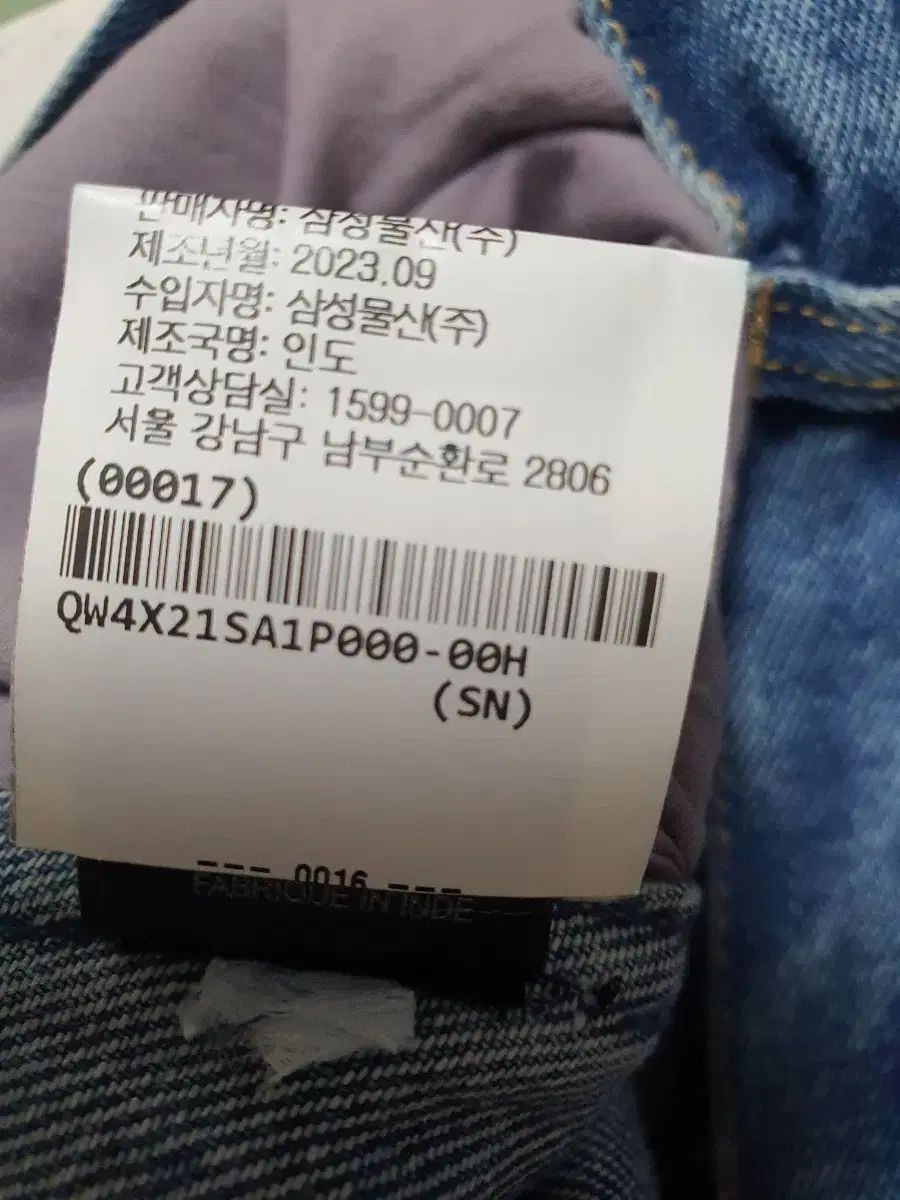 판매자명: 삼성물산(주)
제조년월: 2023.09
수입자명: 삼성물산(주)
제조국명: 인도
고객상담실: 1599-0007
서울 강남구 남부순환로 2806
(00017)
QW4X21SA1P000-00H
(SN)
--- 0016 ---
FABRIQUE IN INDE